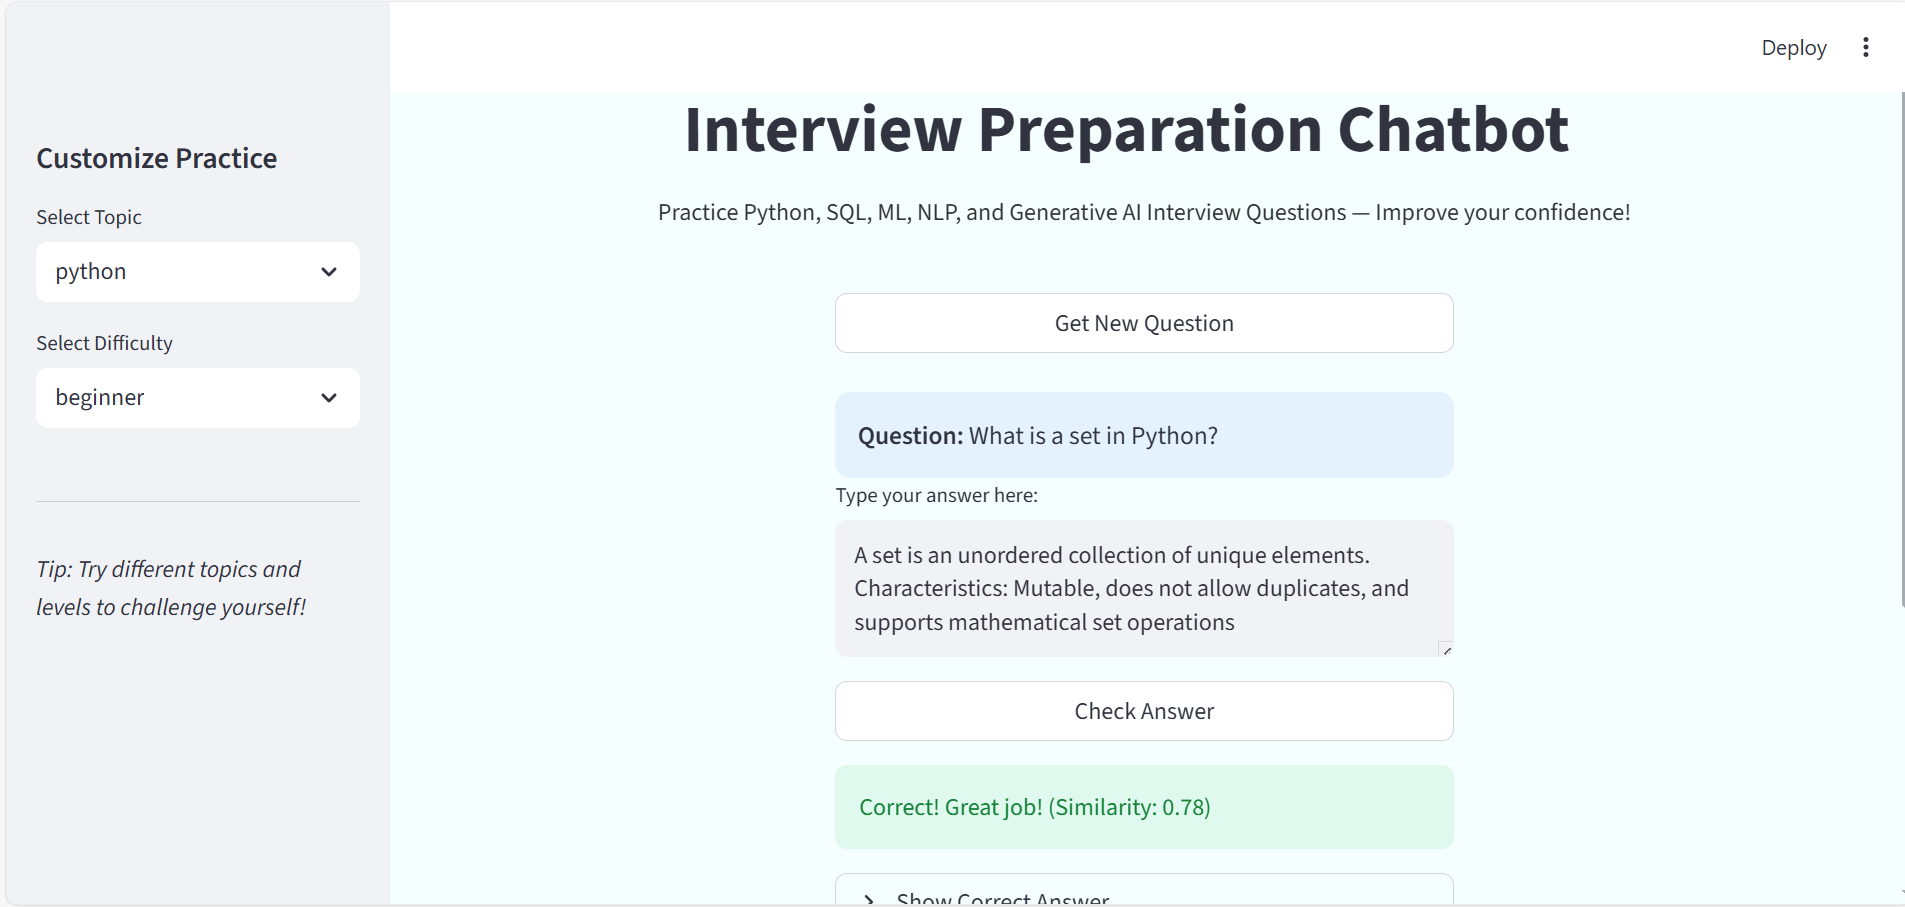 Deploy
Customize Practice
Select Topic
python
Select Difficulty
beginner
Tip: Try different topics and
levels to challenge yourself!
Interview Preparation Chatbot
Practice Python, SQL, ML, NLP, and Generative AI Interview Questions — Improve your confidence!
Get New Question
Question: What is a set in Python?
Type your answer here:
A set is an unordered collection of unique elements.
Characteristics: Mutable, does not allow duplicates, and
supports mathematical set operations
Check Answer
Correct! Great job! (Similarity: 0.78)
Show Correct Answer